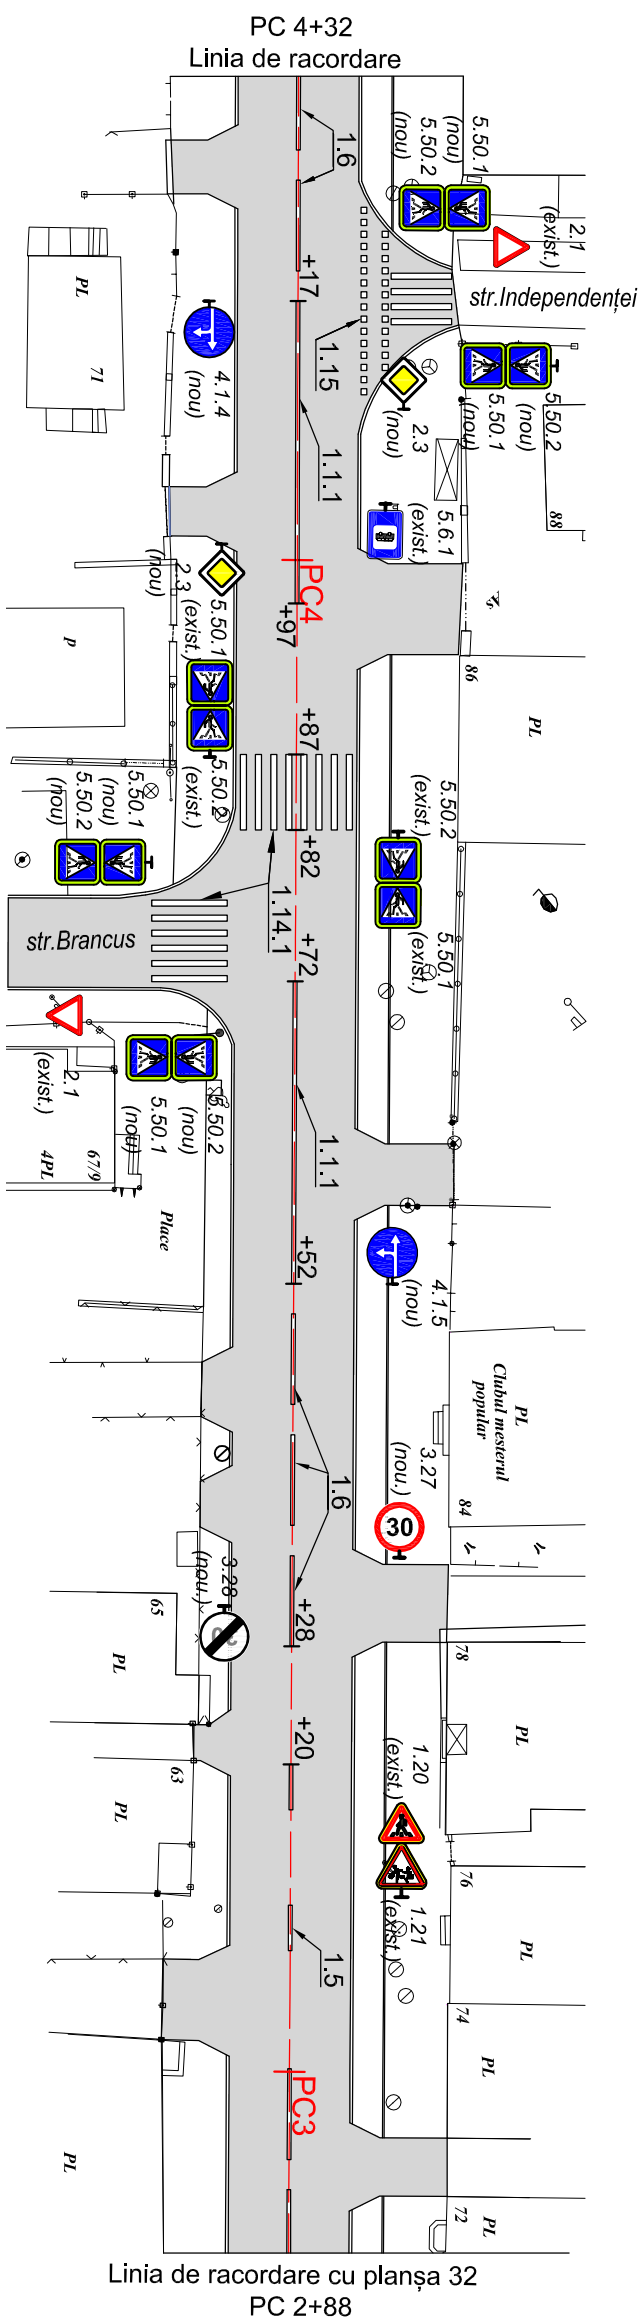 PC 4+32
Linia de racordare
1.6
5.50.1
(nou)
5.50.2
(nou)
2.1
(exist.)
+17
str.Independenței
PL
71
4.1.4
(nou)
1.15
1.1.1
2.3
(nou)
5.50.2
(nou)
5.50.1
88
5.6.1
(exist.)
PC4
+97
2.3
(nou)
5.50.1
(exist.)
P
86
PL
+87
5.50.2
(exist.)
5.50.2
(exist.)
5.50.1
(nou)
5.50.2
(nou)
+82
1.14.1
5.50.1
(exist.)
str.Brancus
+72
2.1
(exist.)
5.50.2
(nou)
5.50.1
(nou)
1.1.1
67/9
4PL
Place
+52
4.1.5
(nou)
PL
Clubul mesterul
popular
84
3.27
(nou.)
30
1.6
3.28
(nou.)
30
+28
65
PL
78
PL
+20
1.20
(exist.)
63
PL
76
1.21
(exist.)
PL
1.5
74
PL
PC3
PL
72
PL
Linia de racordare cu planșa 32
PC 2+88